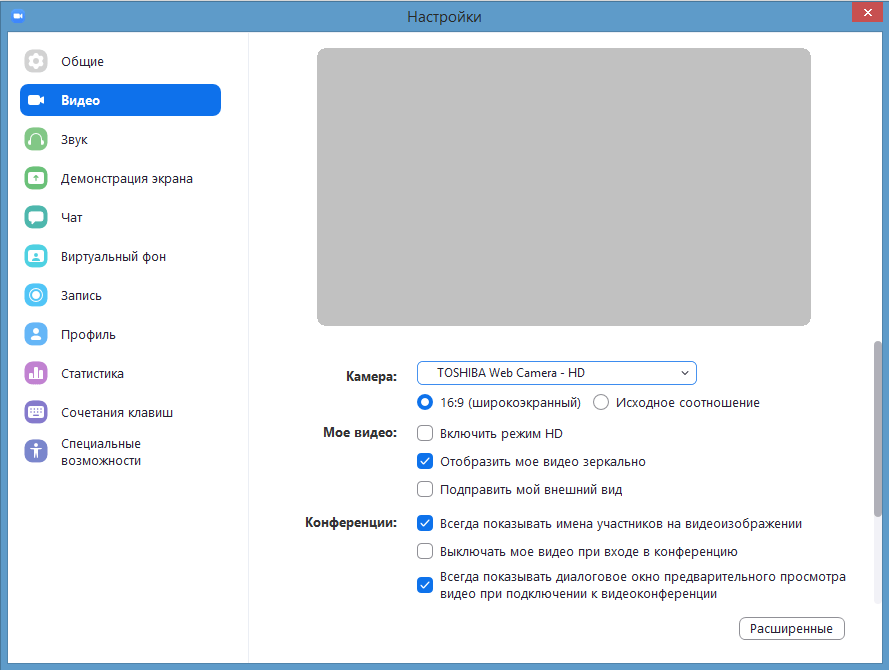 Настройки
Общие
Видео
Звук
Демонстрация экрана
Чат
Виртуальный фон
Запись
Профиль
Статистика
Сочетания клавиш
Специальные
возможности
Камера: TOSHIBA Web Camera - HD
16:9 (широкоэкранный) Исходное соотношение
Мое видео: Включить режим HD
Отобразить мое видео зеркально
Подправить мой внешний вид
Конференции: Всегда показывать имена участников на видеоизображении
Выключать мое видео при входе в конференцию
Всегда показывать диалоговое окно предварительного просмотра
видео при подключении к видеоконференции
Расширенные